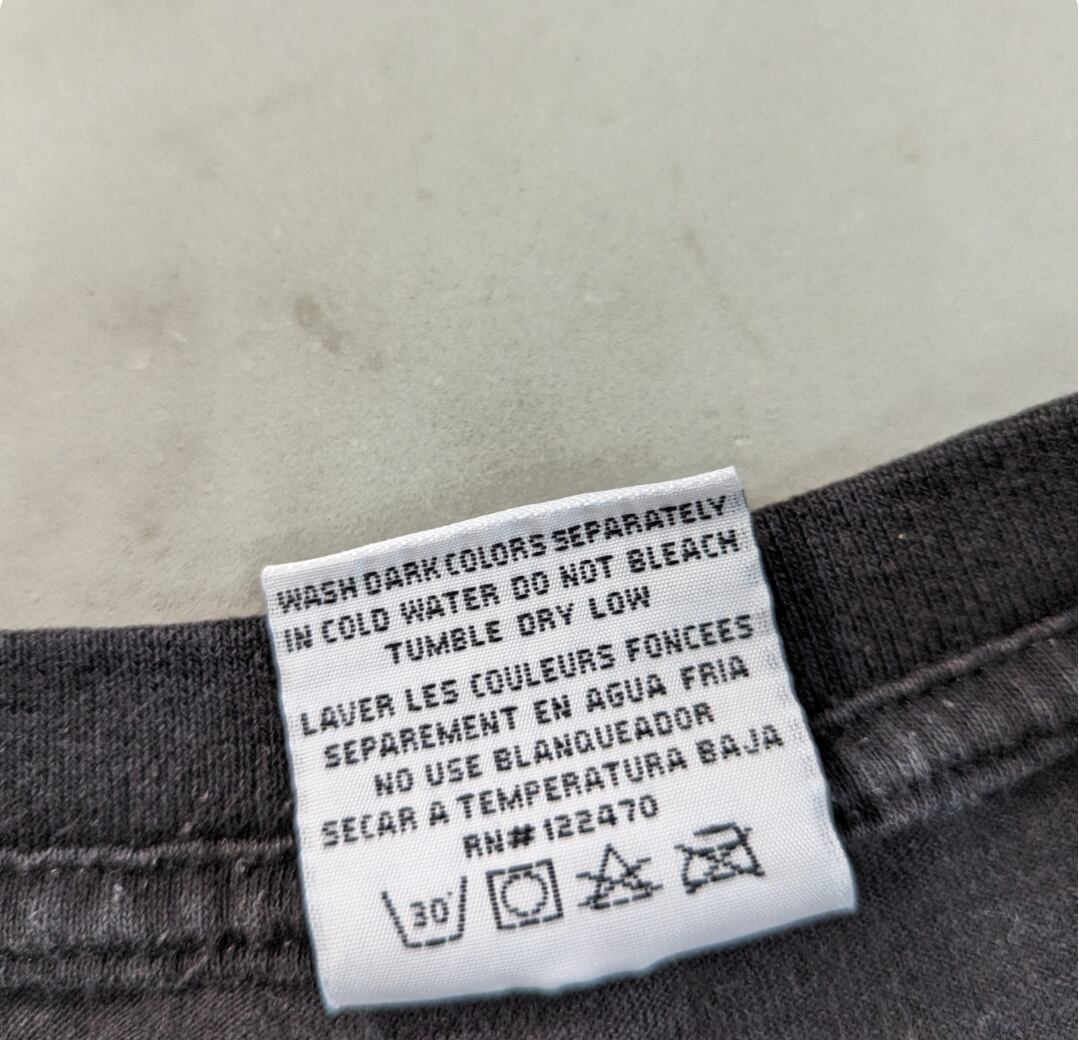 WASH DARK COLORS SEPARATELY
IN COLD WATER DO NOT BLEACH
TUMBLE DRY LOW
LAVER LES COULEURS FONCEES
SEPAREMENT EN AGUA FRIA
NO USE BLANQUEADOR
SECAR A TEMPERATURA BAJA
RN# 122470
30°